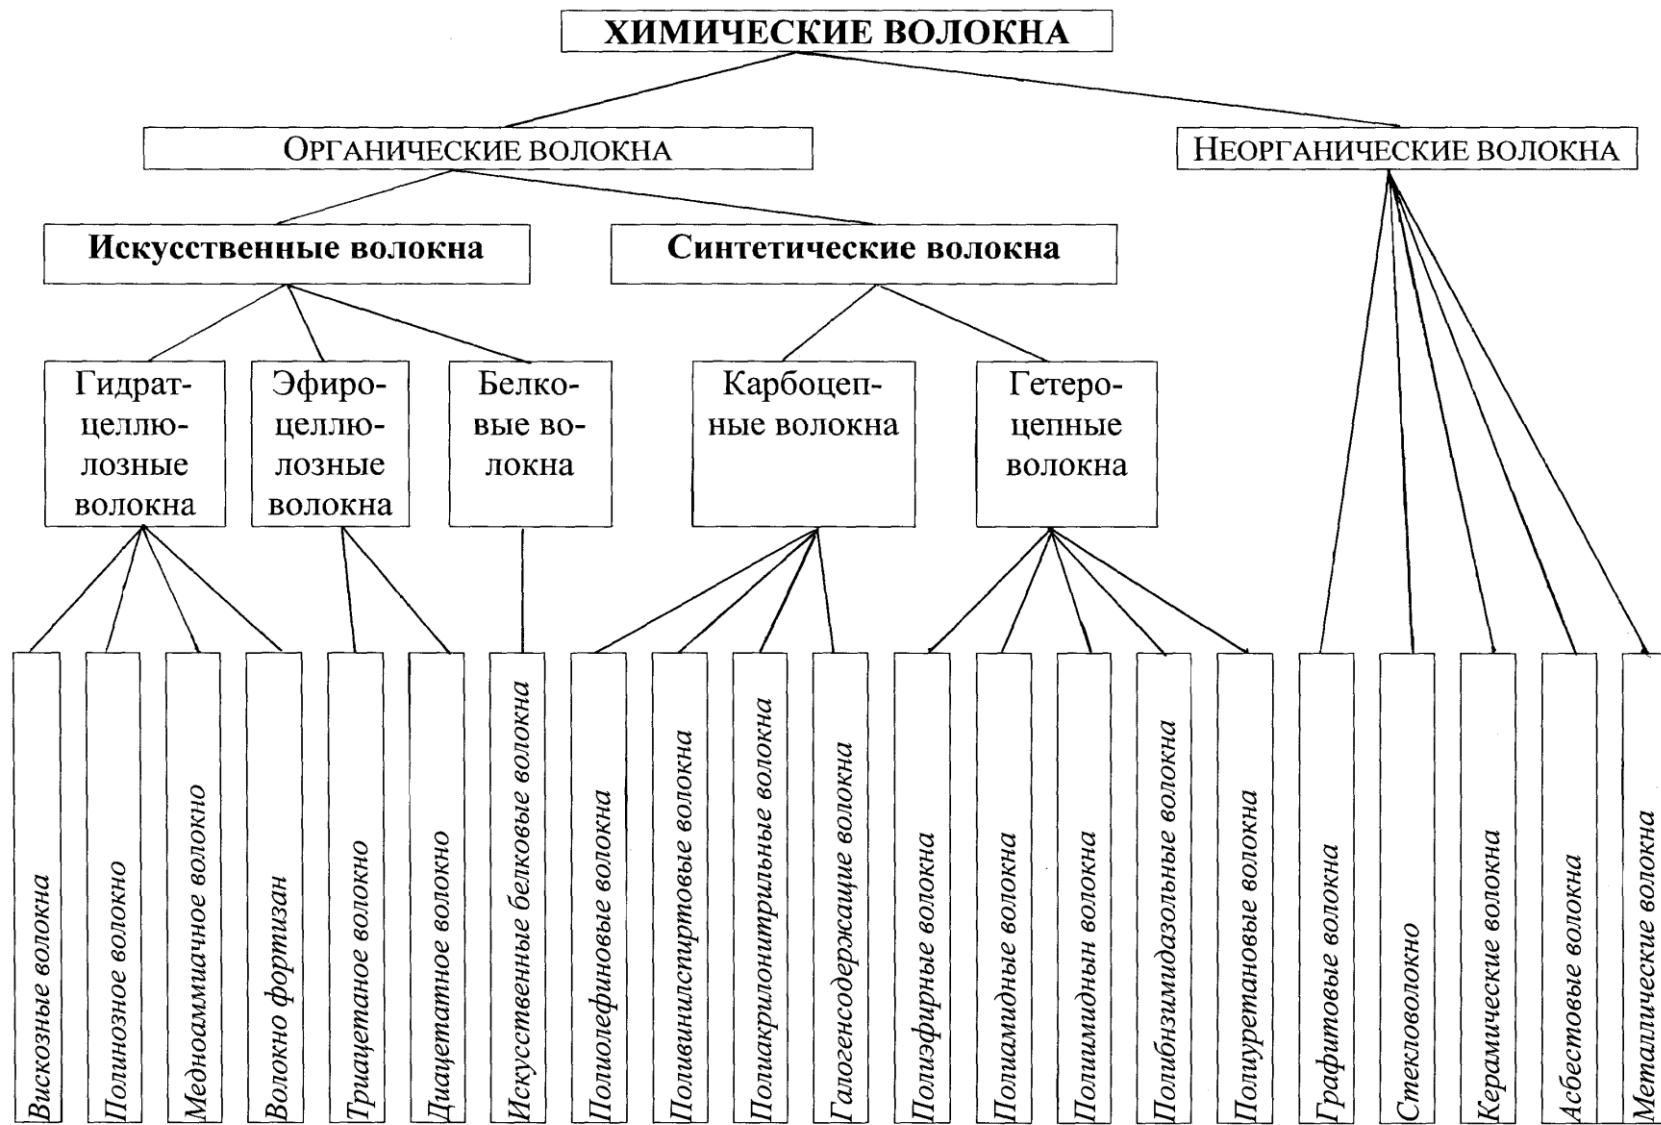 ХИМИЧЕСКИЕ ВОЛОКНА
ОРГАНИЧЕСКИЕ ВОЛОКНА
НЕОРГАНИЧЕСКИЕ ВОЛОКНА
Искусственные волокна
Синтетические волокна
Гидрат-
целлю-
лозные
волокна
Эфиро-
целлю-
лозные
волокна
Белко-
вые во-
локна
Карбоцеп-
ные волокна
Гетеро-
цепные
волокна
Вискозные волокна
Полинозное волокно
Медноаммиачное волокно
Волокно фортизан
Триацетаное волокно
Диацетатное волокно
Искусственные белковые волокна
Полиолефиновые волокна
Поливинилспиртовые волокна
Полиакрилонитрильные волокна
Галогенсодержащие волокна
Полиэфирные волокна
Полиамидные волокна
Полиимиднын волокна
Полибнзимидазольные волокна
Полиуретановые волокна
Графитовые волокна
Стекловолокно
Керамические волокна
Асбестовые волокна
Металлические волокна